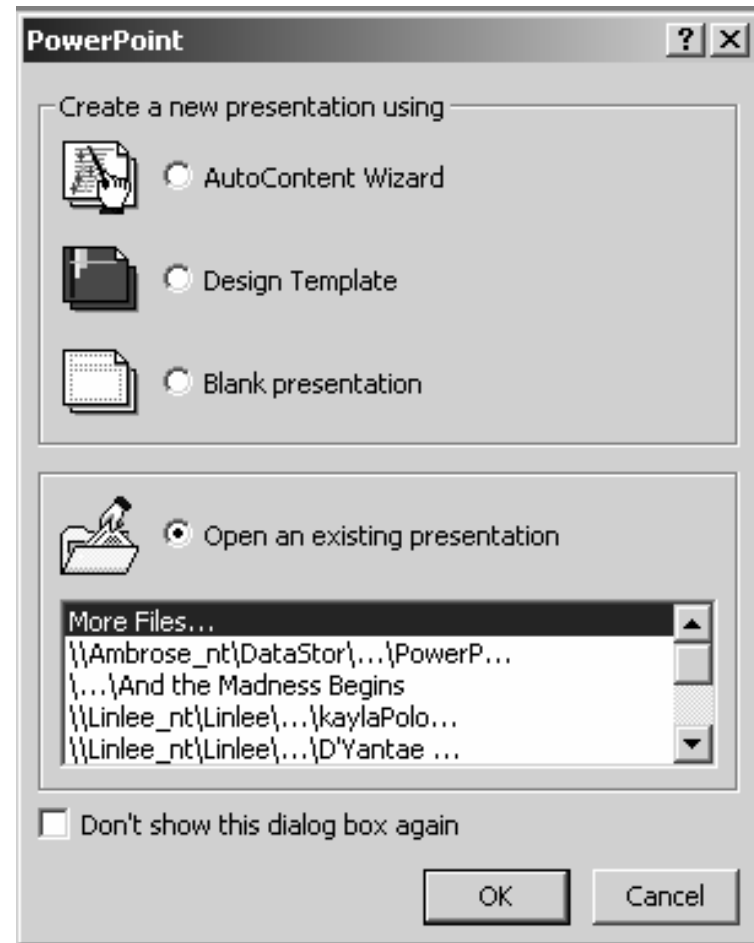 PowerPoint
Create a new presentation using
AutoContent Wizard
Design Template
Blank presentation
Open an existing presentation
More Files...
\\Ambrose_nt\DataStor\...\PowerP...
\...\And the Madness Begins
\\Linlee_nt\Linlee\...\kaylaPolo...
\\Linlee_nt\Linlee\...\D'Yantae ...
Don't show this dialog box again
OK Cancel